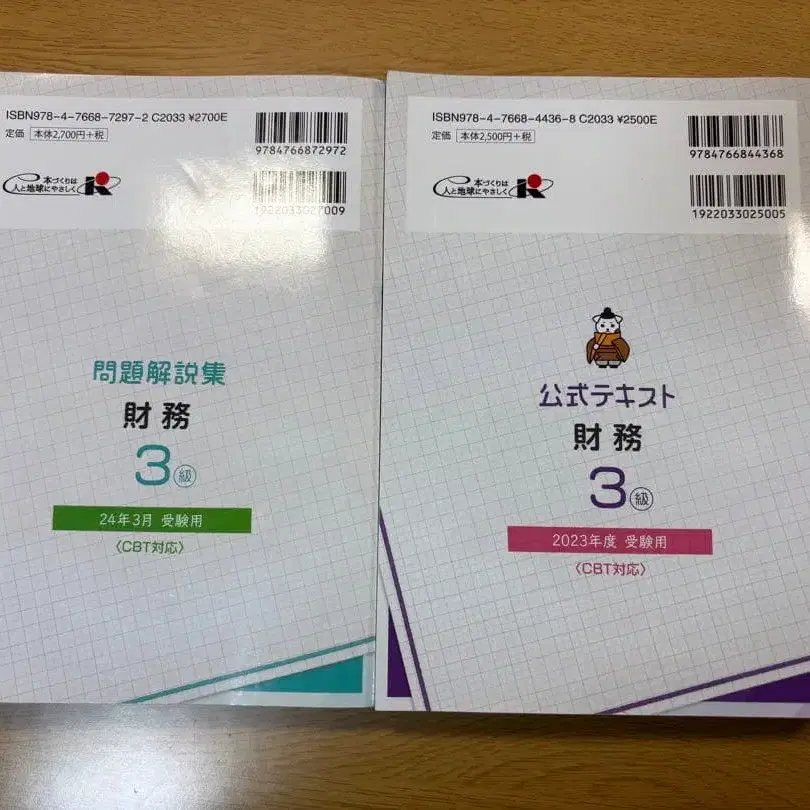 ISBN978-4-7668-7297-2 C2033 ¥2700E
定価 本体2,700円+税
9784766872972
本づくりは
人と地球にやさしく
1922033027009
問題解説集
財務
3級
24年3月 受験用
〈CBT対応〉
ISBN978-4-7668-4436-8 C2033 ¥2500E
定価 本体2,500円+税
9784766844368
本づくりは
人と地球にやさしく
1922033025005
公式テキスト
財務
3級
2023年度 受験用
〈CBT対応〉